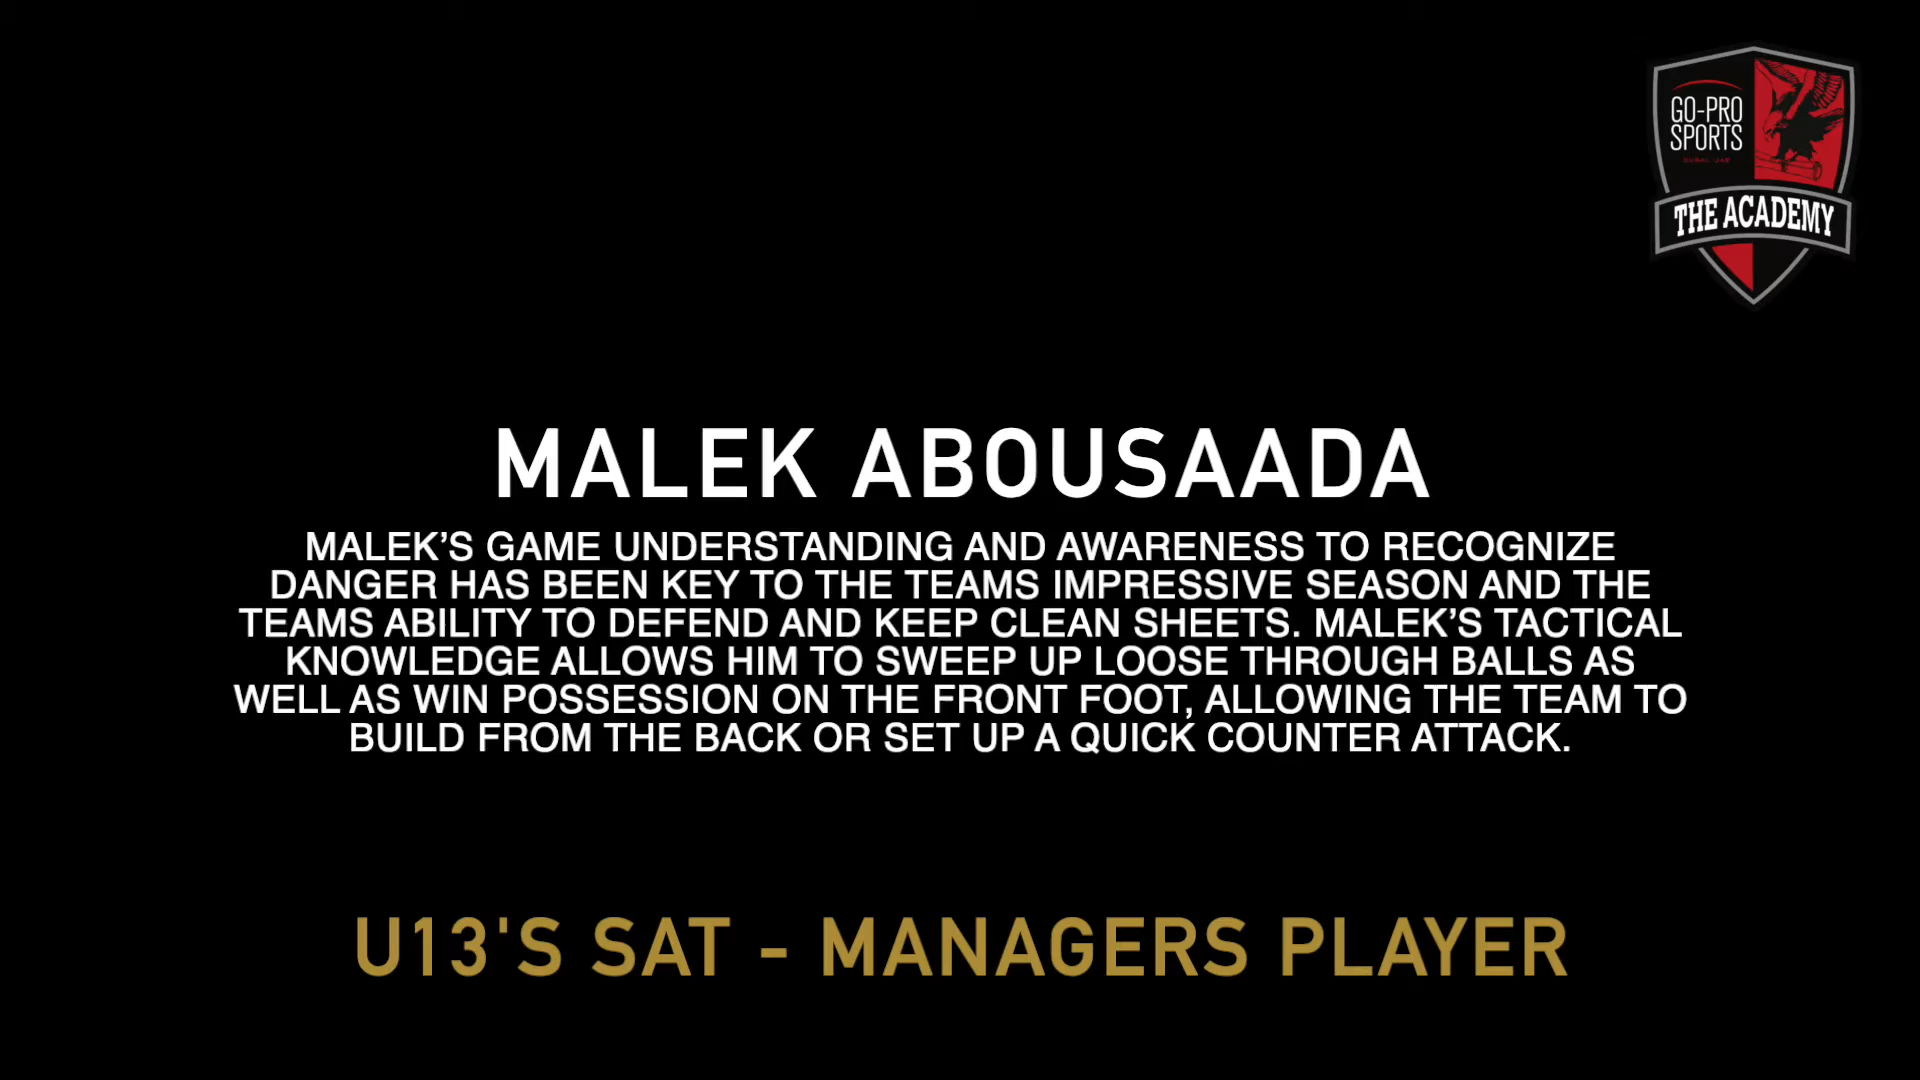 GO-PRO
SPORTS
DUBAI, UAE
THE ACADEMY
MALEK ABOUSAADA
MALEK’S GAME UNDERSTANDING AND AWARENESS TO RECOGNIZE
DANGER HAS BEEN KEY TO THE TEAMS IMPRESSIVE SEASON AND THE
TEAMS ABILITY TO DEFEND AND KEEP CLEAN SHEETS. MALEK’S TACTICAL
KNOWLEDGE ALLOWS HIM TO SWEEP UP LOOSE THROUGH BALLS AS
WELL AS WIN POSSESSION ON THE FRONT FOOT, ALLOWING THE TEAM TO
BUILD FROM THE BACK OR SET UP A QUICK COUNTER ATTACK.
U13'S SAT - MANAGERS PLAYER